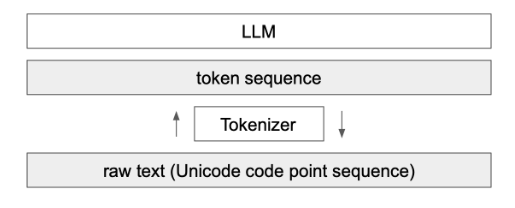 LLM
token sequence
Tokenizer
raw text (Unicode code point sequence)